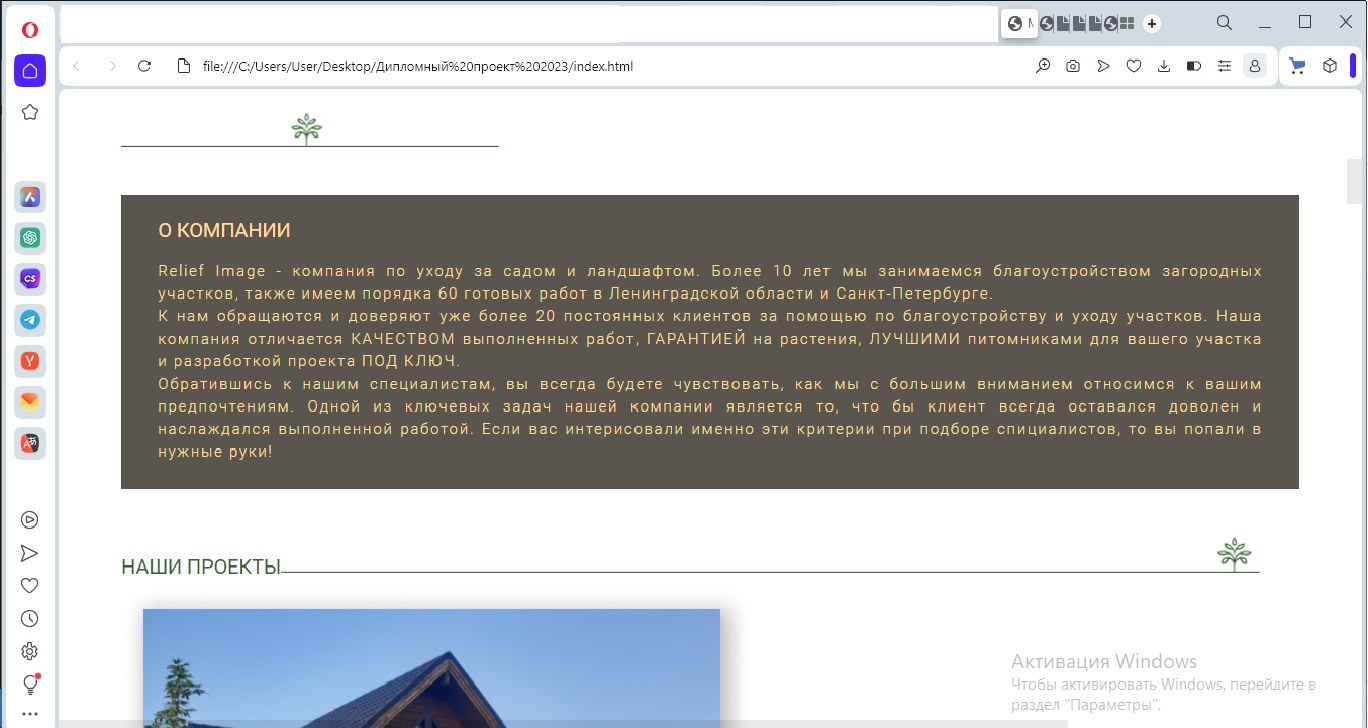 file:///C:/Users/User/Desktop/Дипломный%20проект%202023/index.html
О КОМПАНИИ
Relief Image - компания по уходу за садом и ландшафтом. Более 10 лет мы занимаемся благоустройством загородных
участков, также имеем порядка 60 готовых работ в Ленинградской области и Санкт-Петербурге.
К нам обращаются и доверяют уже более 20 постоянных клиентов за помощью по благоустройству и уходу участков. Наша
компания отличается КАЧЕСТВОМ выполненных работ, ГАРАНТИЕЙ на растения, ЛУЧШИМИ питомниками для вашего участка
и разработкой проекта ПОД КЛЮЧ.
Обратившись к нашим специалистам, вы всегда будете чувствовать, как мы с большим вниманием относимся к вашим
предпочтениям. Одной из ключевых задач нашей компании является то, что бы клиент всегда оставался доволен и
наслаждался выполненной работой. Если вас интерисовали именно эти критерии при подборе спициалистов, то вы попали в
нужные руки!
НАШИ ПРОЕКТЫ
Активация Windows
Чтобы активировать Windows, перейдите в
раздел "Параметры".